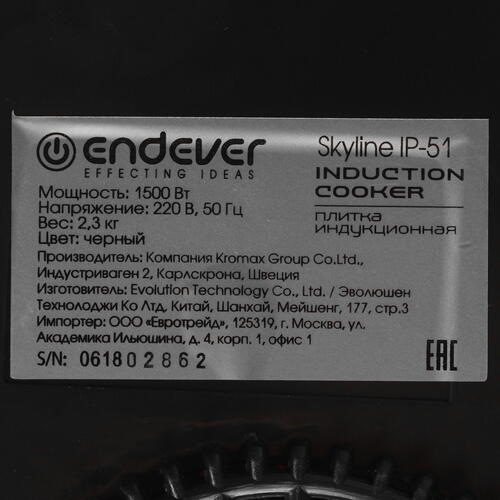 endever
EFFECTING IDEAS
Skyline IP-51
INDUCTION
COOKER
ПЛИТКА
ИНДУКЦИОННАЯ
Мощность: 1500 Вт
Напряжение: 220 В, 50 Гц
Вес: 2,3 кг
Цвет: черный
Производитель: Компания Kromax Group Co.Ltd.,
Индустриваген 2, Карлскрона, Швеция
Изготовитель: Evolution Technology Co., Ltd. / Эволюшен
Технолоджи Ко Лтд, Китай, Шанхай, Мейшенг, 177, стр.3
Импортер: ООО «Евротрейд», 125319, г. Москва, ул.
Академика Ильюшина, д. 4, корп. 1, офис 1
S/N: 061802862
EAC